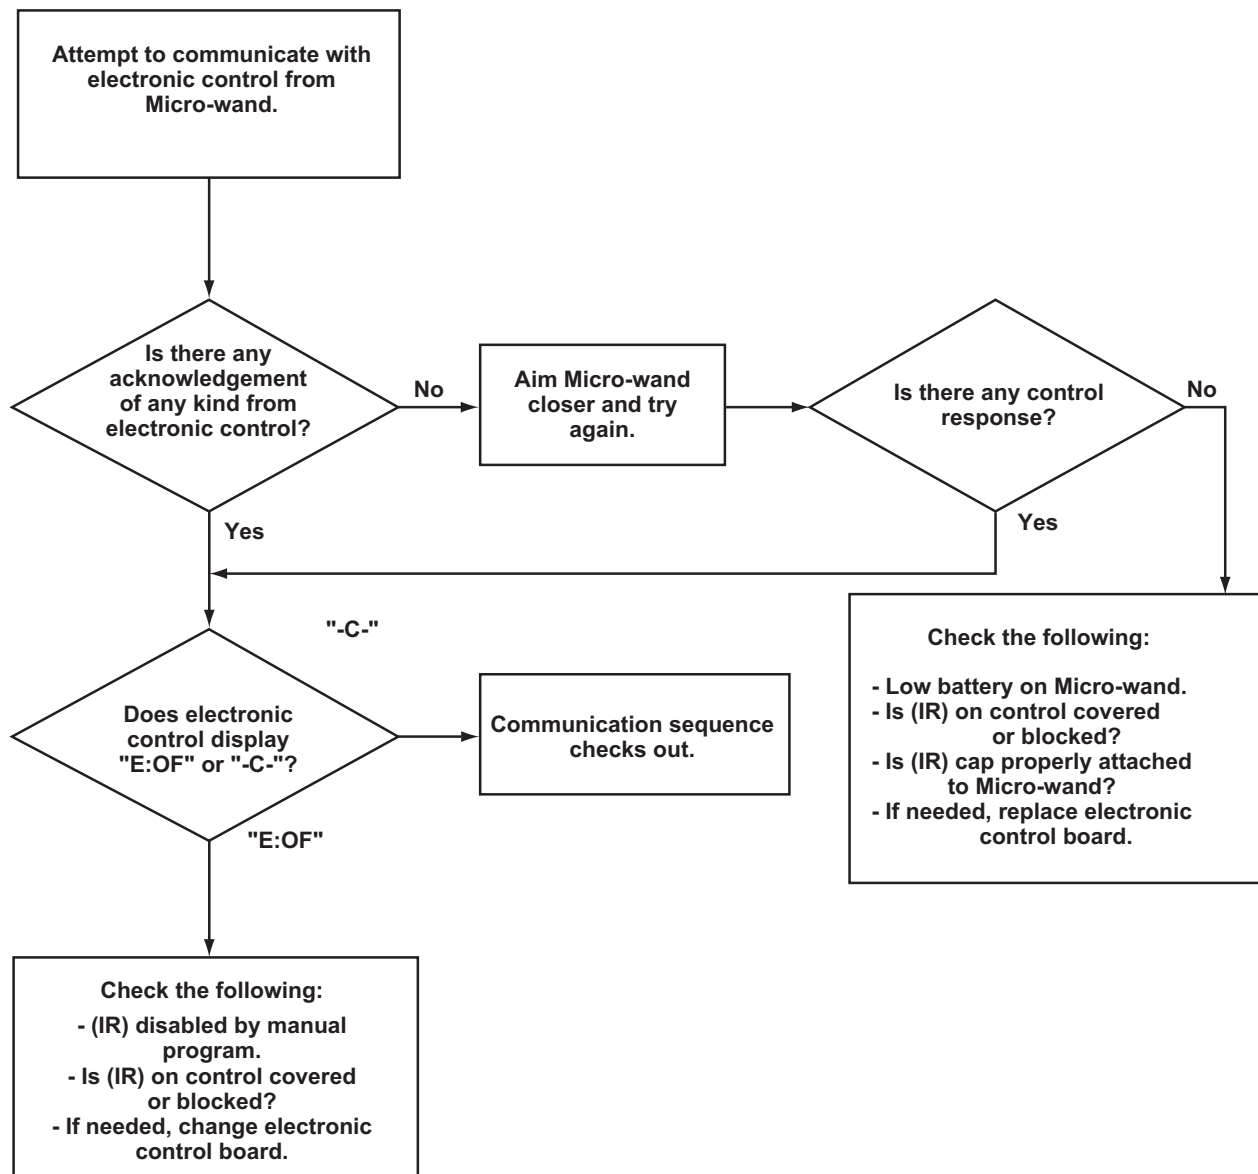 Attempt to communicate with
electronic control from
Micro-wand.
Is there any
acknowledgement
of any kind from
electronic control?
No
Aim Micro-wand
closer and try
again.
Is there any control
response?
No
Yes
Yes
"-C-"
Does electronic
control display
"E:OF" or "-C-"?
Communication sequence
checks out.
"E:OF"
Check the following:
- Low battery on Micro-wand.
- Is (IR) on control covered
or blocked?
- Is (IR) cap properly attached
to Micro-wand?
- If needed, replace electronic
control board.
Check the following:
- (IR) disabled by manual
program.
- Is (IR) on control covered
or blocked?
- If needed, change electronic
control board.